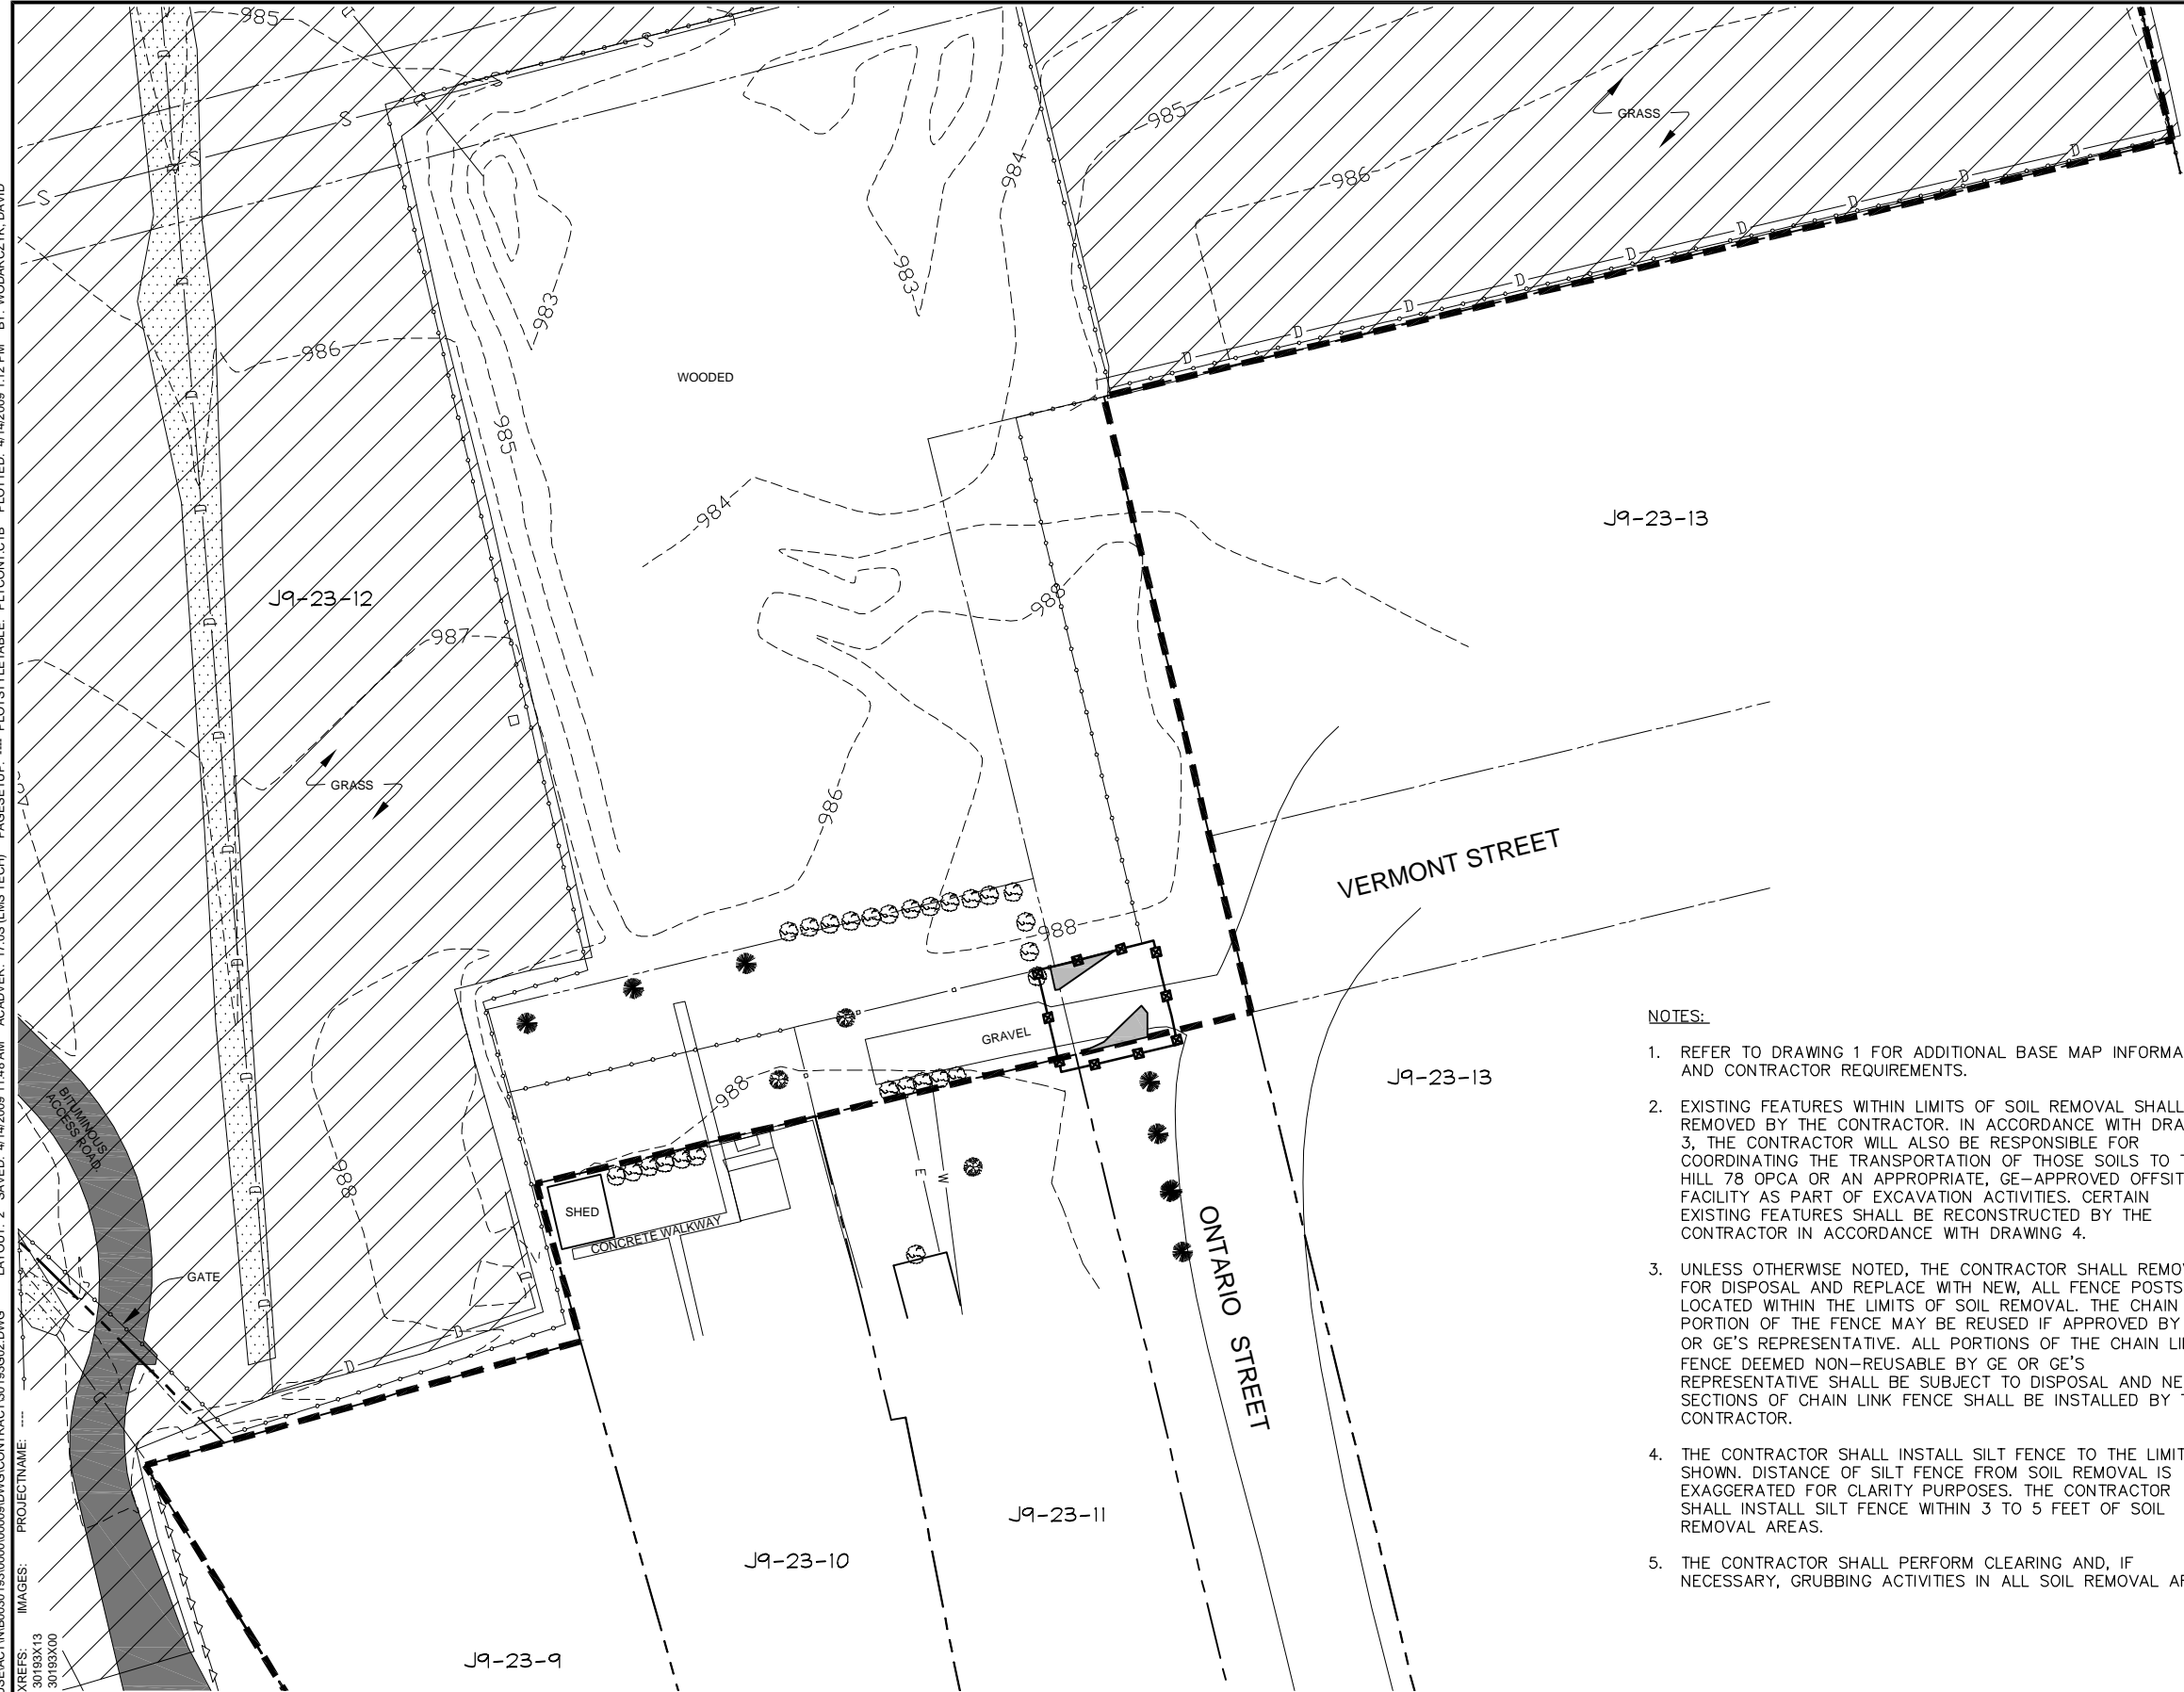 985
D
S
GRASS
985
986
984
983
983
986
WOODED
985
984
J9-23-13
988
J9-23-12
987
GRASS
986
VERMONT STREET
988
GRAVEL
988
J9-23-13
BITUMINOUS
ACCESS ROAD
988
E
W
SHED
CONCRETE WALKWAY
ONTARIO STREET
GATE
J9-23-11
J9-23-10
J9-23-9
NOTES:
1. REFER TO DRAWING 1 FOR ADDITIONAL BASE MAP INFORMA
AND CONTRACTOR REQUIREMENTS.
2. EXISTING FEATURES WITHIN LIMITS OF SOIL REMOVAL SHALL
REMOVED BY THE CONTRACTOR. IN ACCORDANCE WITH DRA
3, THE CONTRACTOR WILL ALSO BE RESPONSIBLE FOR
COORDINATING THE TRANSPORTATION OF THOSE SOILS TO T
HILL 78 OPCA OR AN APPROPRIATE, GE-APPROVED OFFSIT
FACILITY AS PART OF EXCAVATION ACTIVITIES. CERTAIN
EXISTING FEATURES SHALL BE RECONSTRUCTED BY THE
CONTRACTOR IN ACCORDANCE WITH DRAWING 4.
3. UNLESS OTHERWISE NOTED, THE CONTRACTOR SHALL REMO
FOR DISPOSAL AND REPLACE WITH NEW, ALL FENCE POSTS
LOCATED WITHIN THE LIMITS OF SOIL REMOVAL. THE CHAIN
PORTION OF THE FENCE MAY BE REUSED IF APPROVED BY
OR GE'S REPRESENTATIVE. ALL PORTIONS OF THE CHAIN LI
FENCE DEEMED NON-REUSABLE BY GE OR GE'S
REPRESENTATIVE SHALL BE SUBJECT TO DISPOSAL AND NE
SECTIONS OF CHAIN LINK FENCE SHALL BE INSTALLED BY T
CONTRACTOR.
4. THE CONTRACTOR SHALL INSTALL SILT FENCE TO THE LIMIT
SHOWN. DISTANCE OF SILT FENCE FROM SOIL REMOVAL IS
EXAGGERATED FOR CLARITY PURPOSES. THE CONTRACTOR
SHALL INSTALL SILT FENCE WITHIN 3 TO 5 FEET OF SOIL
REMOVAL AREAS.
5. THE CONTRACTOR SHALL PERFORM CLEARING AND, IF
NECESSARY, GRUBBING ACTIVITIES IN ALL SOIL REMOVAL AR
XREFS: IMAGES: PROJECTNAME: ----
30193X13
30193X00